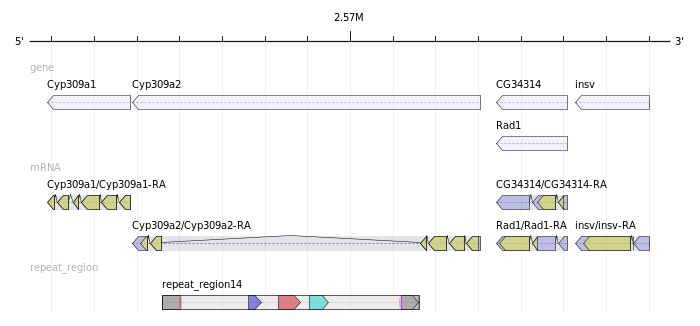 2.57M
5' 3'
gene
Cyp309a1 Cyp309a2 CG34314 insv
Rad1
mRNA
Cyp309a1/Cyp309a1-RA CG34314/CG34314-RA
Cyp309a2/Cyp309a2-RA Rad1/Rad1-RA insv/insv-RA
repeat_region
repeat_region14